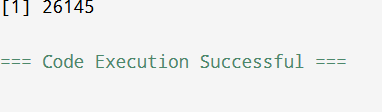 [1] 26145
=== Code Execution Successful ===